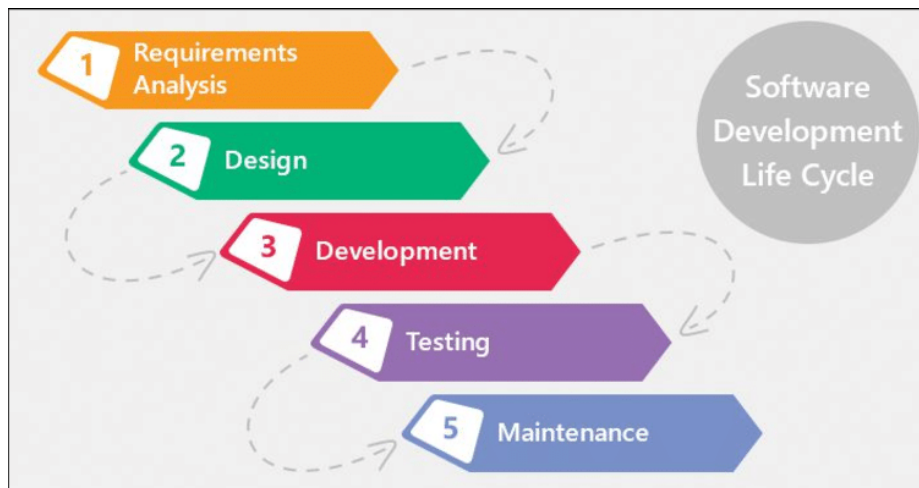 1
Requirements
Analysis
2
Design
3
Development
4
Testing
5
Maintenance
Software
Development
Life Cycle